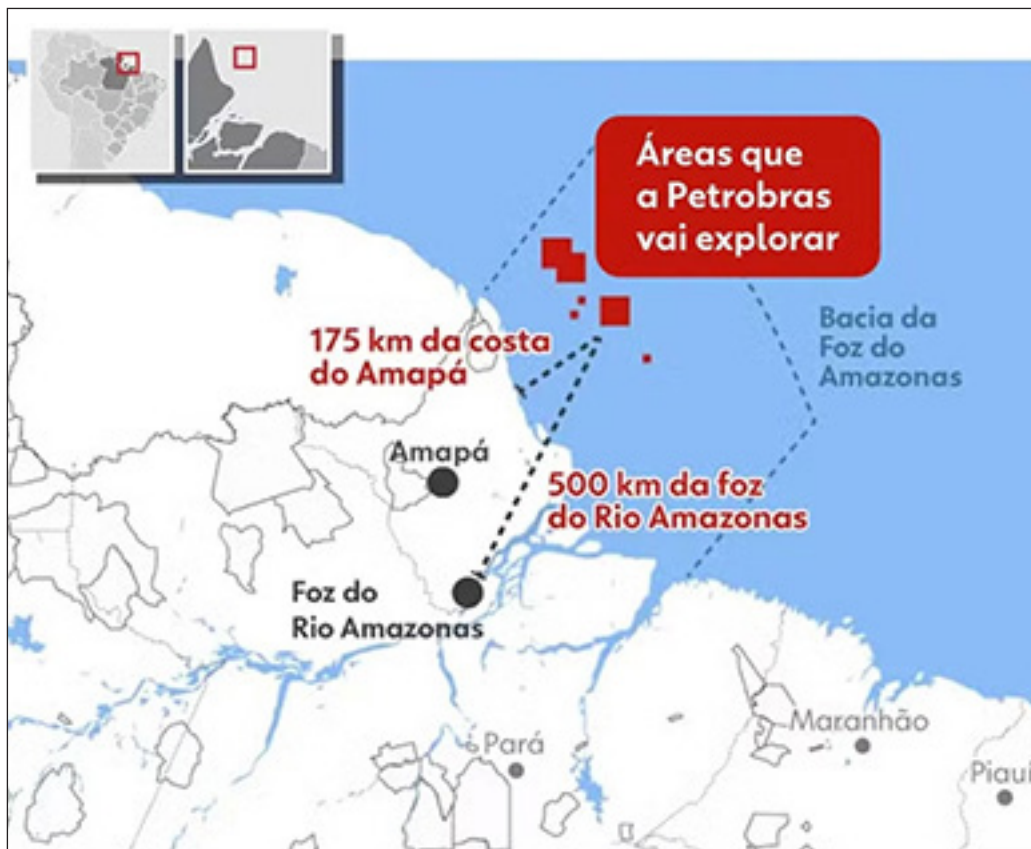 Áreas que
a Petrobras
vai explorar
175 km da costa
do Amapá
Bacia da
Foz do
Amazonas
Amapá
500 km da foz
do Rio Amazonas
Foz do
Rio Amazonas
Pará
Maranhão
Piauí